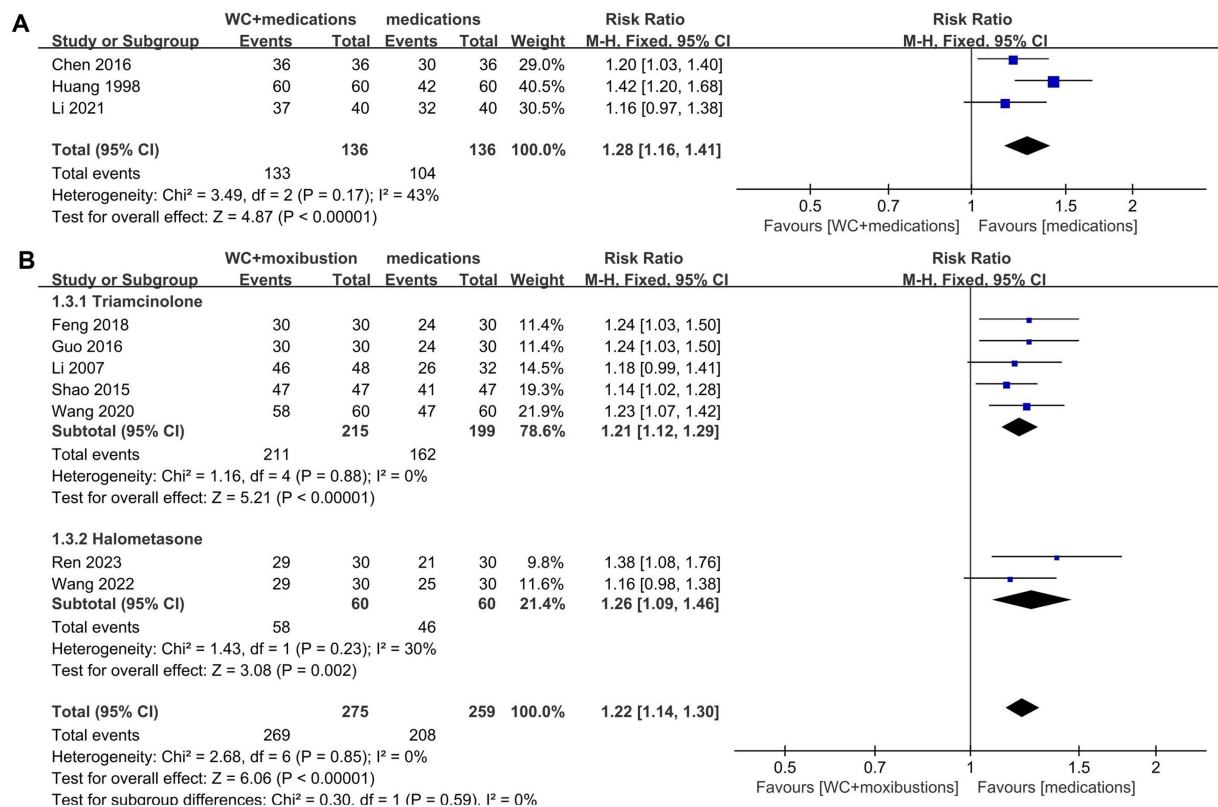 A
WC+medications medications Risk Ratio Risk Ratio
Study or Subgroup Events Total Events Total Weight M-H, Fixed, 95% CI M-H, Fixed, 95% CI
Chen 2016 36 36 30 36 29.0% 1.20 [1.03, 1.40]
Huang 1998 60 60 42 60 40.5% 1.42 [1.20, 1.68]
Li 2021 37 40 32 40 30.5% 1.16 [0.97, 1.38]
Total (95% CI) 136 136 100.0% 1.28 [1.16, 1.41]
Total events 133 104
Heterogeneity: Chi² = 3.49, df = 2 (P = 0.17); I² = 43%
Test for overall effect: Z = 4.87 (P < 0.00001)
0.5 0.7 1 1.5 2
Favours [WC+medications] Favours [medications]
B
WC+moxibustion medications Risk Ratio Risk Ratio
Study or Subgroup Events Total Events Total Weight M-H, Fixed, 95% CI M-H, Fixed, 95% CI
1.3.1 Triamcinolone
Feng 2018 30 30 24 30 11.4% 1.24 [1.03, 1.50]
Guo 2016 30 30 24 30 11.4% 1.24 [1.03, 1.50]
Li 2007 46 48 26 32 14.5% 1.18 [0.99, 1.41]
Shao 2015 47 47 41 47 19.3% 1.14 [1.02, 1.28]
Wang 2020 58 60 47 60 21.9% 1.23 [1.07, 1.42]
Subtotal (95% CI) 215 199 78.6% 1.21 [1.12, 1.29]
Total events 211 162
Heterogeneity: Chi² = 1.16, df = 4 (P = 0.88); I² = 0%
Test for overall effect: Z = 5.21 (P < 0.00001)
1.3.2 Halometasone
Ren 2023 29 30 21 30 9.8% 1.38 [1.08, 1.76]
Wang 2022 29 30 25 30 11.6% 1.16 [0.98, 1.38]
Subtotal (95% CI) 60 60 21.4% 1.26 [1.09, 1.46]
Total events 58 46
Heterogeneity: Chi² = 1.43, df = 1 (P = 0.23); I² = 30%
Test for overall effect: Z = 3.08 (P = 0.002)
Total (95% CI) 275 259 100.0% 1.22 [1.14, 1.30]
Total events 269 208
Heterogeneity: Chi² = 2.68, df = 6 (P = 0.85); I² = 0%
Test for overall effect: Z = 6.06 (P < 0.00001)
Test for subgroup differences: Chi² = 0.30, df = 1 (P = 0.59), I² = 0%
0.5 0.7 1 1.5 2
Favours [WC+moxibustions] Favours [medications]